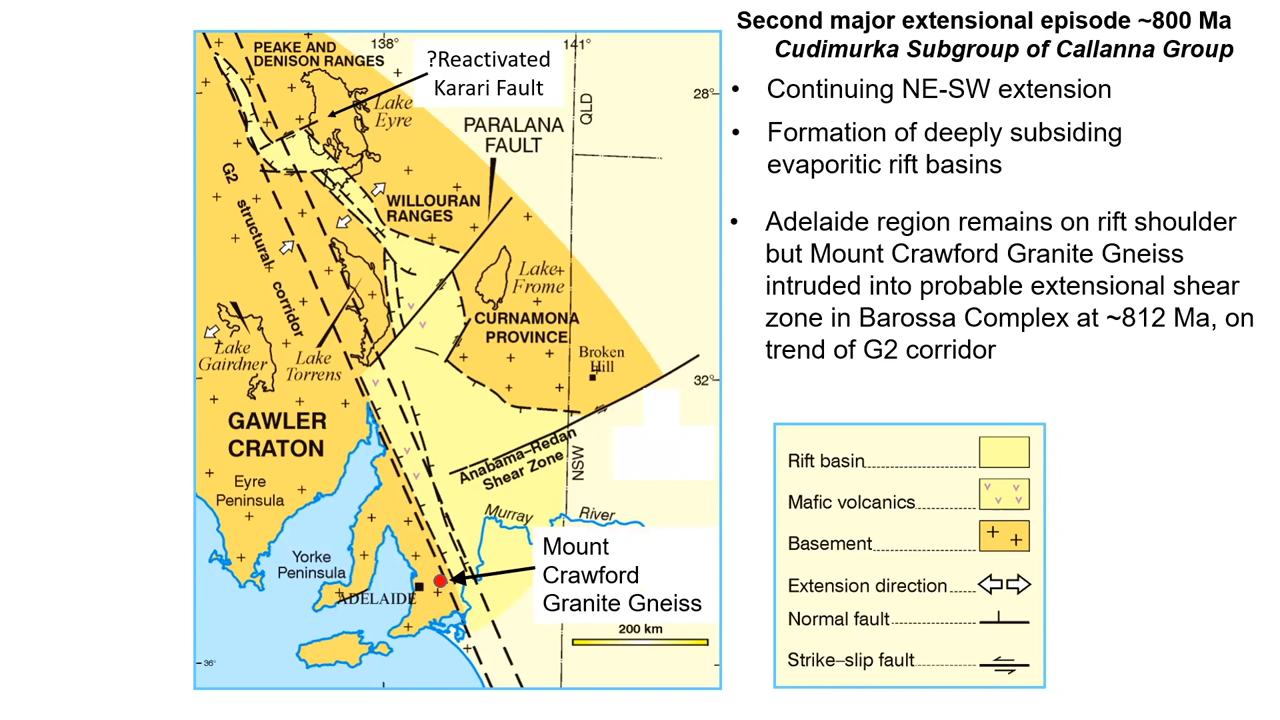 Second major extensional episode ~800 Ma
Cudimurka Subgroup of Callanna Group
• Continuing NE-SW extension
• Formation of deeply subsiding
evaporitic rift basins
• Adelaide region remains on rift shoulder
but Mount Crawford Granite Gneiss
intruded into probable extensional shear
zone in Barossa Complex at ~812 Ma, on
trend of G2 corridor
138°
141°
PEAKE AND
DENISON RANGES
?Reactivated
Karari Fault
Lake
Eyre
28°
QLD
PARALANA
FAULT
G2 structural corridor
WILLOURAN
RANGES
Lake
Frome
CURNAMONA
PROVINCE
Broken
Hill
Lake
Gairdner
Lake
Torrens
32°
GAWLER
CRATON
Anabama–Redan
Shear Zone
NSW
Eyre
Peninsula
Murray River
Yorke
Peninsula
ADELAIDE
Mount
Crawford
Granite Gneiss
200 km
36°
Rift basin
Mafic volcanics
Basement
Extension direction
Normal fault
Strike–slip fault